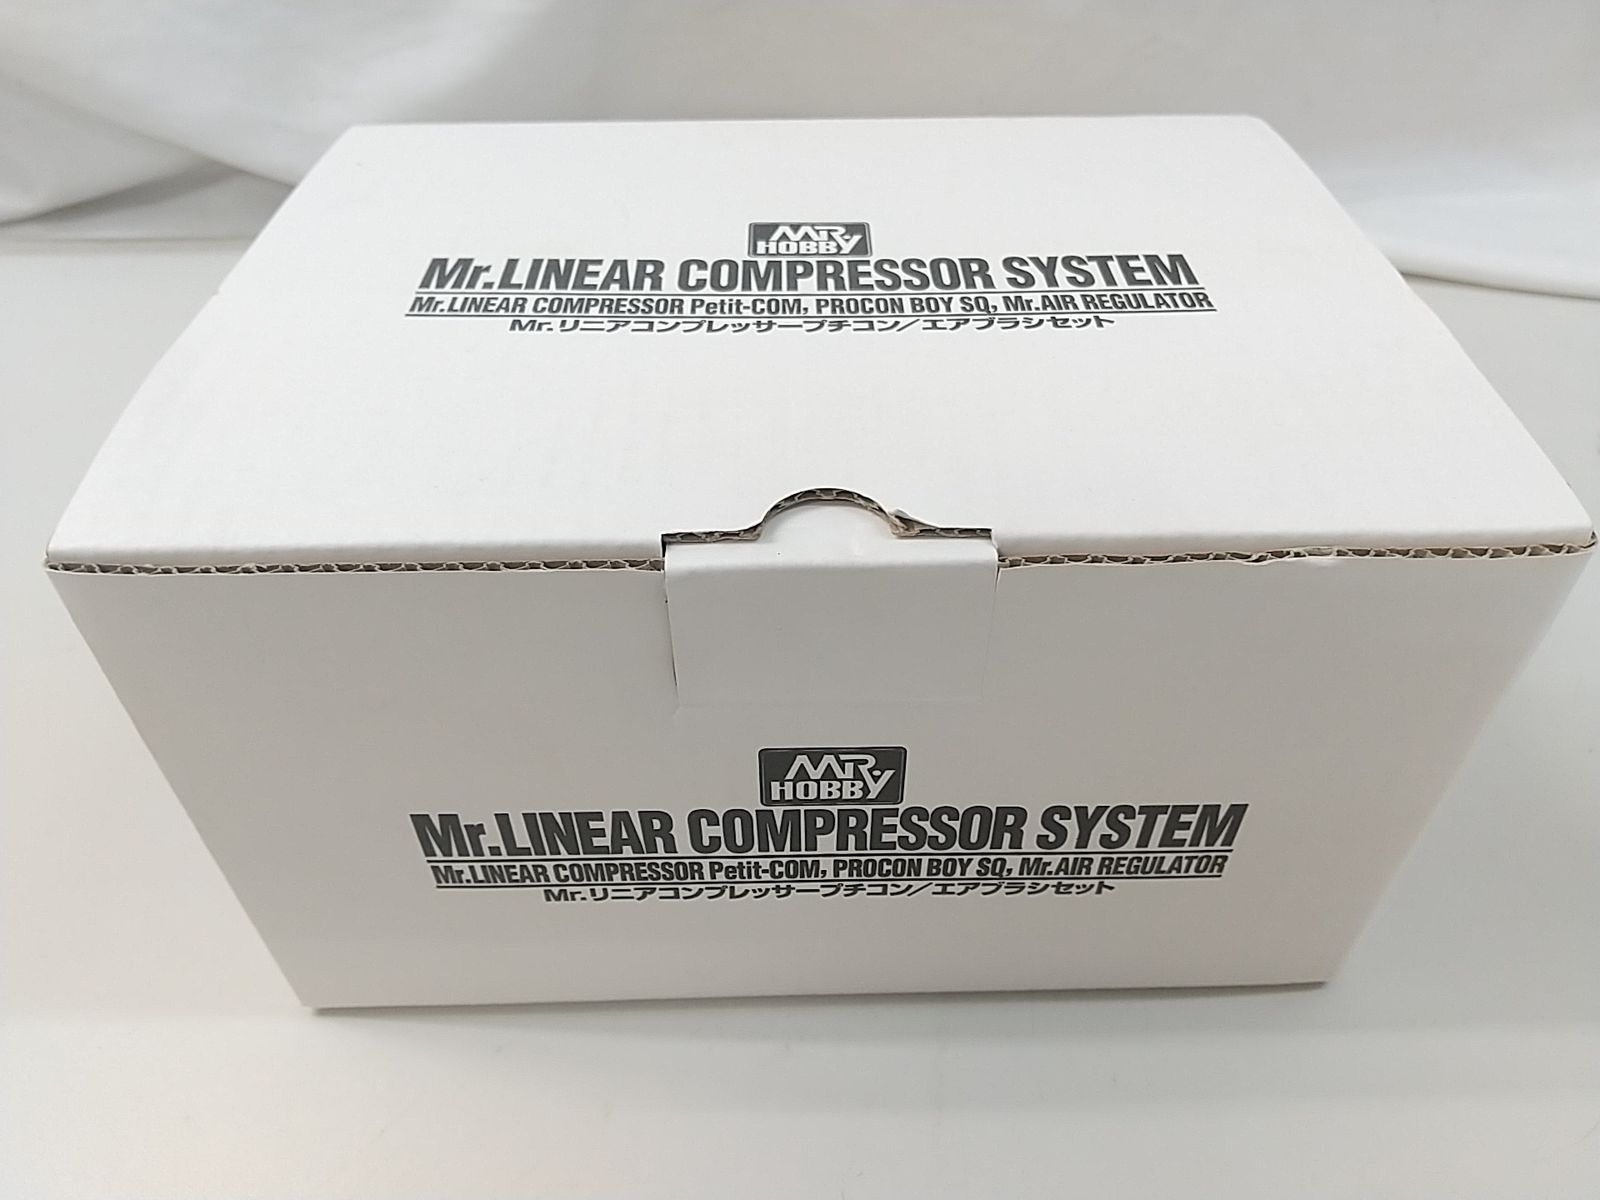 MR.
HOBBY
Mr.LINEAR COMPRESSOR SYSTEM
Mr.LINEAR COMPRESSOR Petit-COM, PROCON BOY SQ, Mr.AIR REGULATOR
Mr.リニアコンプレッサープチコン/エアブラシセット
MR.
HOBBY
Mr.LINEAR COMPRESSOR SYSTEM
Mr.LINEAR COMPRESSOR Petit-COM, PROCON BOY SQ, Mr.AIR REGULATOR
Mr.リニアコンプレッサープチコン/エアブラシセット